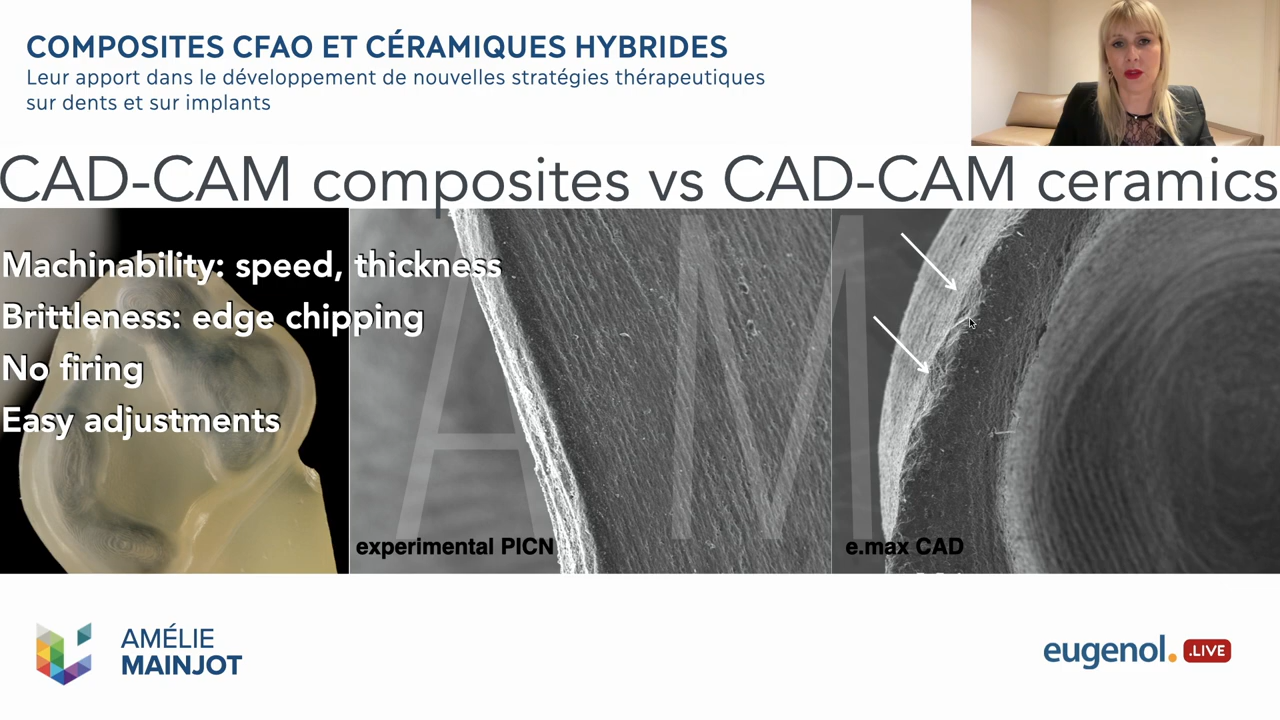 COMPOSITES CFAO ET CÉRAMIQUES HYBRIDES
Leur apport dans le développement de nouvelles stratégies thérapeutiques
sur dents et sur implants
CAD-CAM composites vs CAD-CAM ceramics
Machinability: speed, thickness
Brittleness: edge chipping
No firing
Easy adjustments
A M
experimental PICN
e.max CAD
AMÉLIE
MAINJOT
eugenol. .LIVE